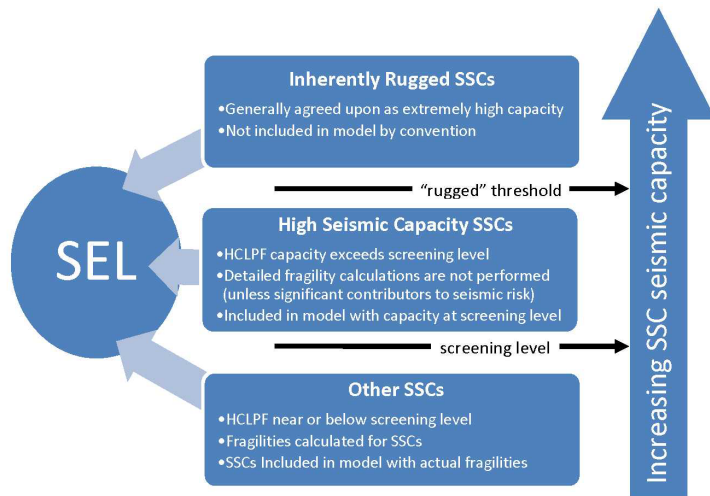 Inherently Rugged SSCs
•Generally agreed upon as extremely high capacity
•Not included in model by convention
"rugged" threshold
SEL
High Seismic Capacity SSCs
•HCLPF capacity exceeds screening level
•Detailed fragility calculations are not performed
(unless significant contributors to seismic risk)
•Included in model with capacity at screening level
screening level
Other SSCs
•HCLPF near or below screening level
•Fragilities calculated for SSCs
•SSCs Included in model with actual fragilities
Increasing SSC seismic capacity